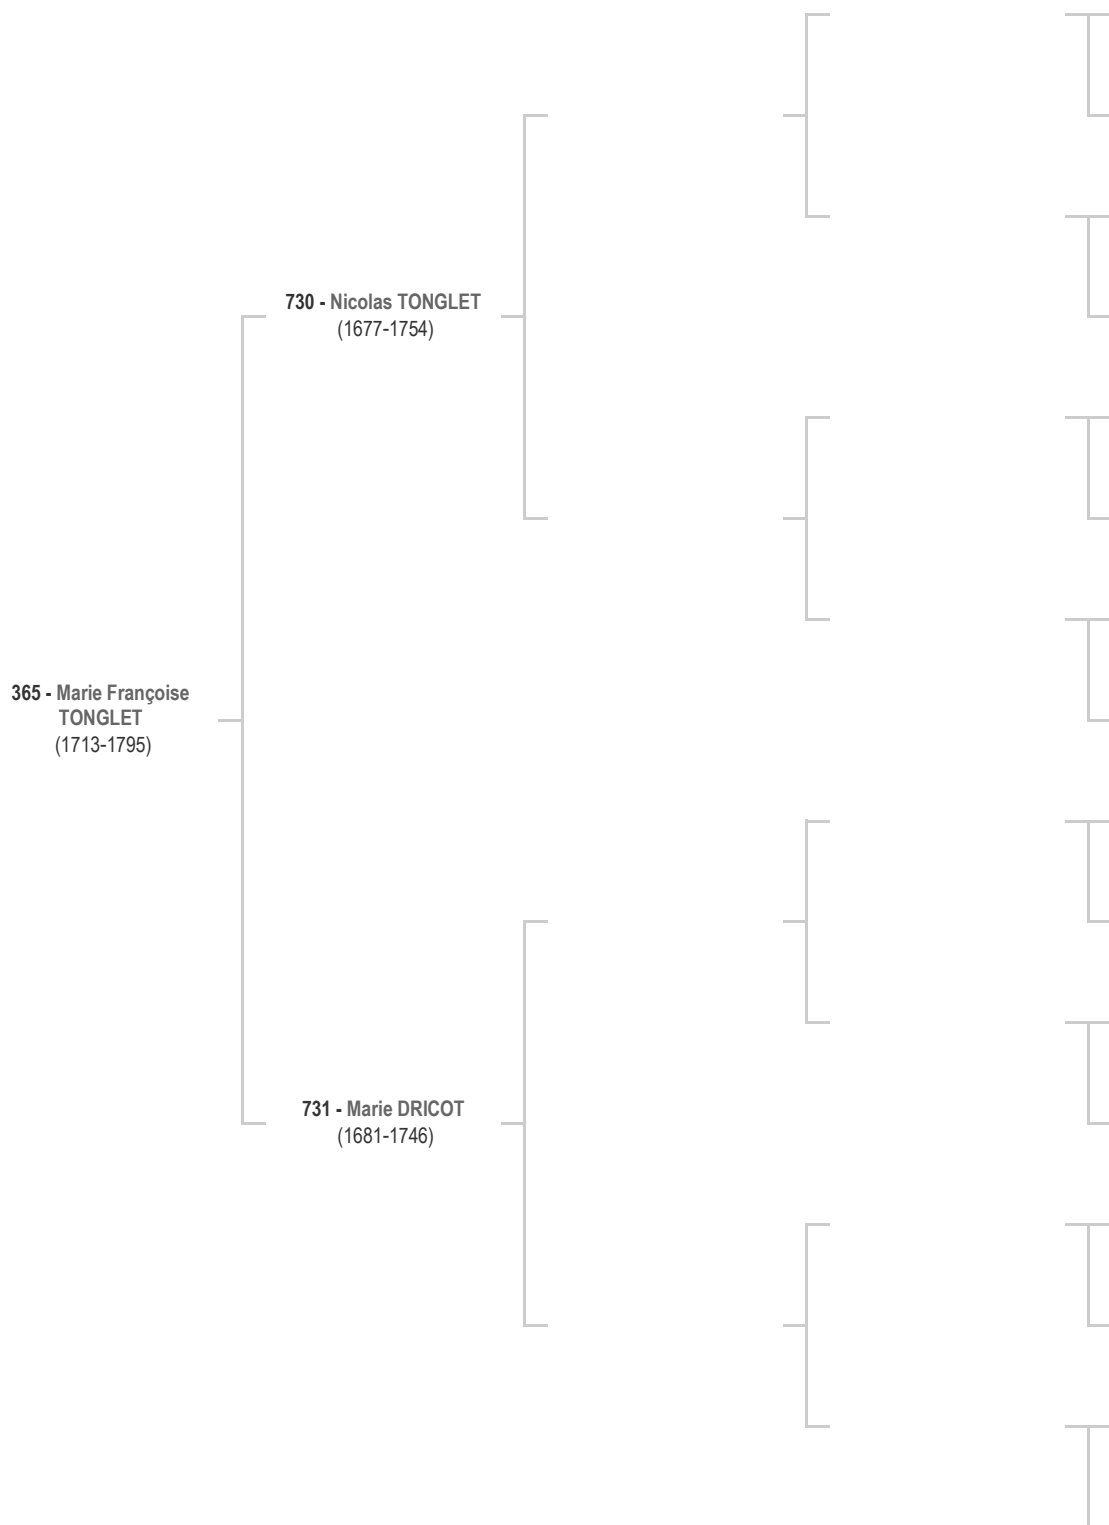 730 - Nicolas TONGLET
(1677-1754)
365 - Marie Françoise
TONGLET
(1713-1795)
731 - Marie DRICOT
(1681-1746)